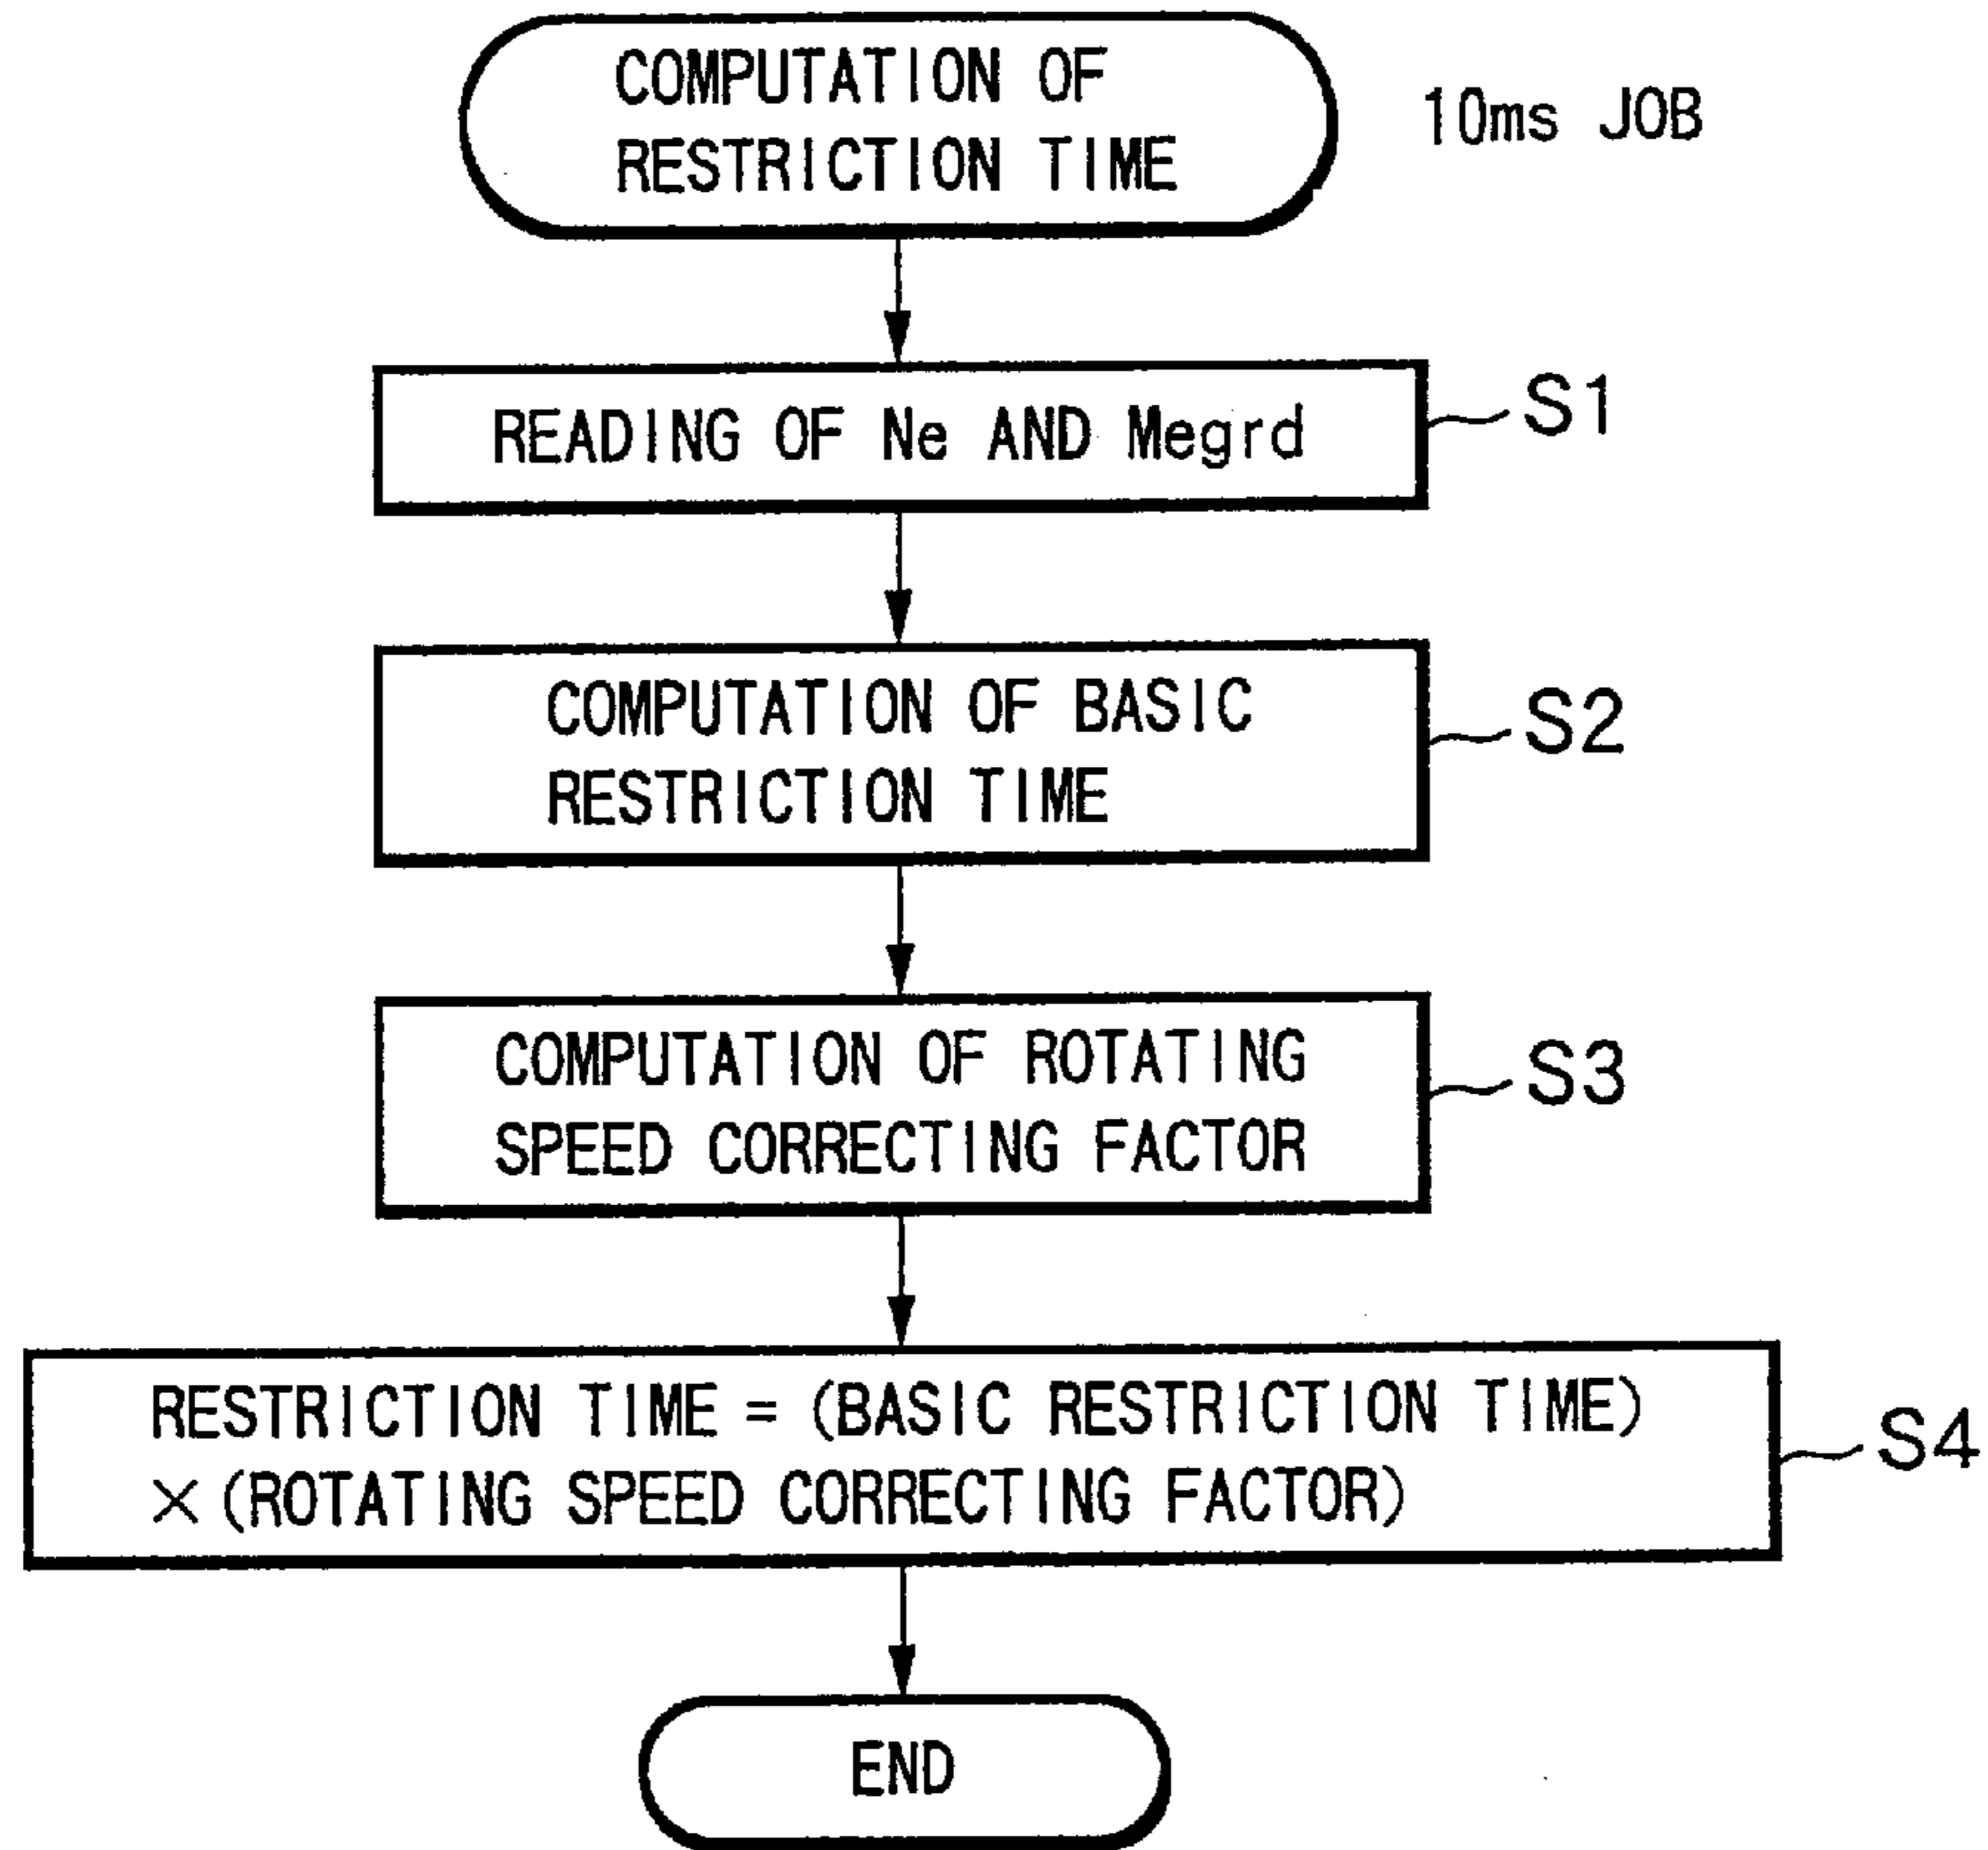 COMPUTATION OF
RESTRICTION TIME
10ms JOB
READING OF Ne AND Megrd
S1
COMPUTATION OF BASIC
RESTRICTION TIME
S2
COMPUTATION OF ROTATING
SPEED CORRECTING FACTOR
S3
RESTRICTION TIME = (BASIC RESTRICTION TIME)
× (ROTATING SPEED CORRECTING FACTOR)
S4
END